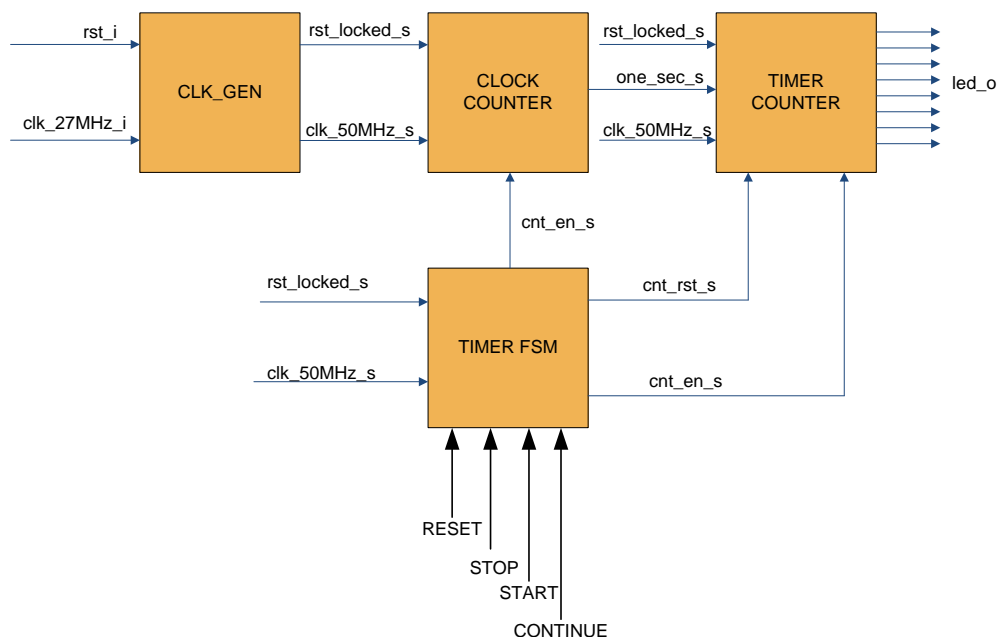 rst_i
rst_locked_s
rst_locked_s
CLK_GEN
CLOCK
COUNTER
one_sec_s
TIMER
COUNTER
led_o
clk_27MHz_i
clk_50MHz_s
clk_50MHz_s
cnt_en_s
rst_locked_s
cnt_rst_s
TIMER FSM
clk_50MHz_s
cnt_en_s
RESET
STOP
START
CONTINUE